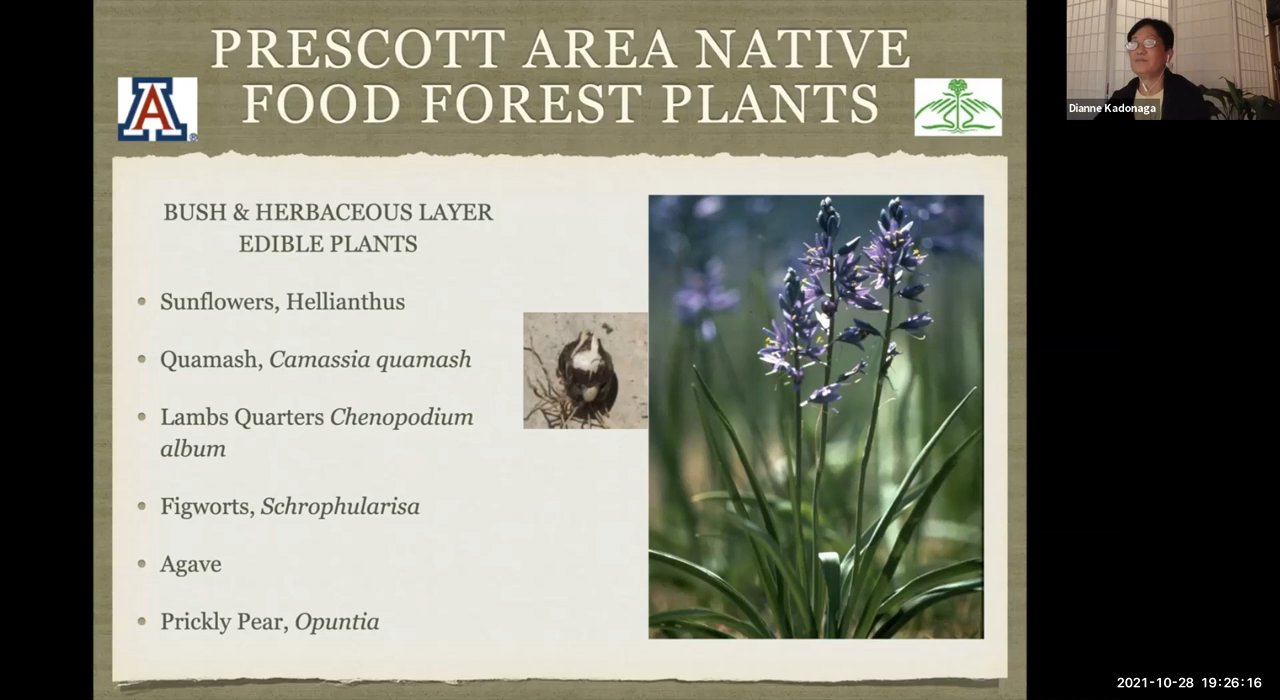 PRESCOTT AREA NATIVE
FOOD FOREST PLANTS
A
®
BUSH & HERBACEOUS LAYER
EDIBLE PLANTS
• Sunflowers, Hellianthus
• Quamash, Camassia quamash
• Lambs Quarters Chenopodium
album
• Figworts, Schrophularisa
• Agave
• Prickly Pear, Opuntia
Dianne Kadonaga
2021-10-28 19:26:16